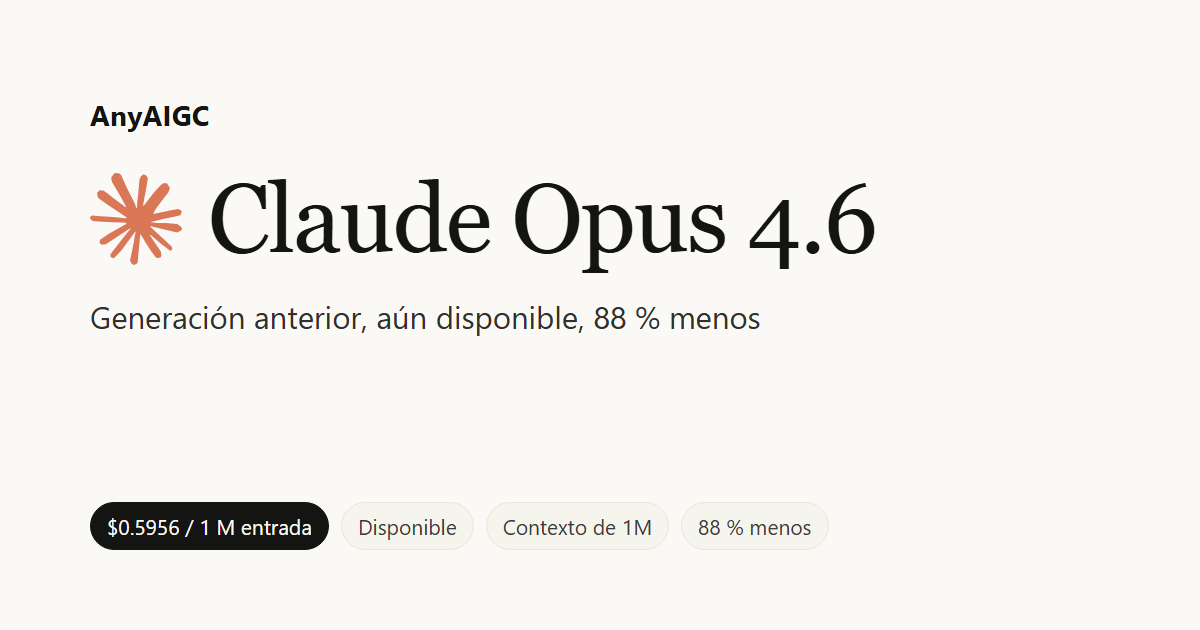 AnyAIGC
Claude Opus 4.6
Generación anterior, aún disponible, 88 % menos
$0.5956 / 1 M entrada
Disponible
Contexto de 1M
88 % menos